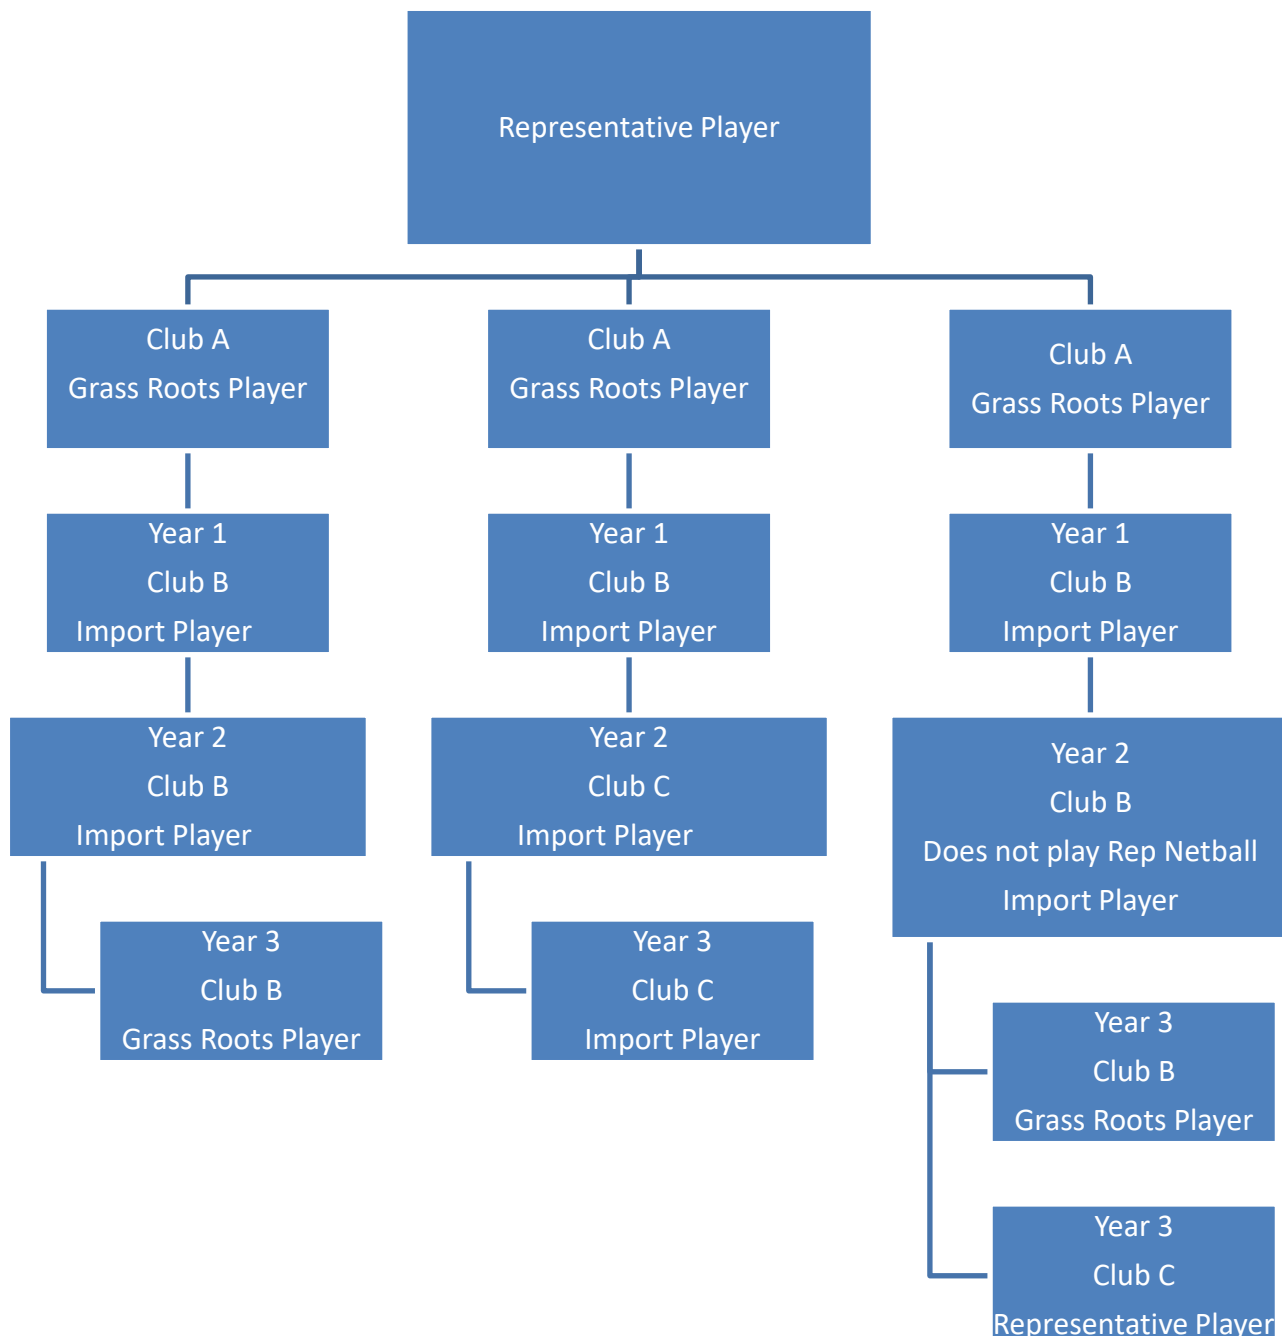 Representative Player
Club A
Grass Roots Player
Club A
Grass Roots Player
Club A
Grass Roots Player
Year 1
Club B
Import Player
Year 1
Club B
Import Player
Year 1
Club B
Import Player
Year 2
Club B
Import Player
Year 2
Club C
Import Player
Year 2
Club B
Does not play Rep Netball
Import Player
Year 3
Club B
Grass Roots Player
Year 3
Club C
Import Player
Year 3
Club B
Grass Roots Player
Year 3
Club C
Representative Player